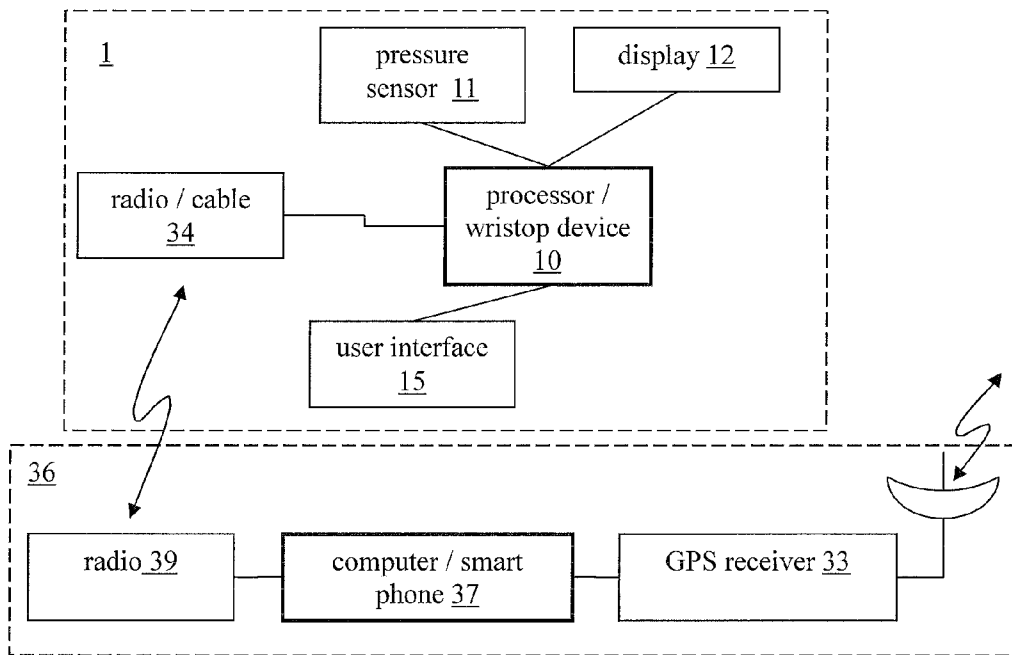 1
pressure
sensor 11
display 12
radio / cable
34
processor /
wristop device
10
user interface
15
36
radio 39
computer / smart
phone 37
GPS receiver 33